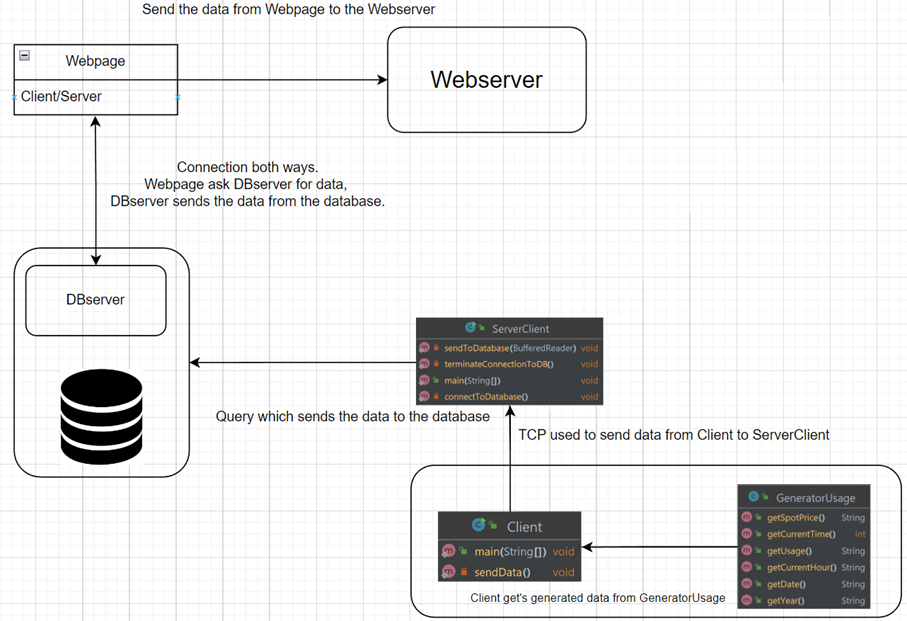 Send the data from Webpage to the Webserver
Webpage
Client/Server
Webserver
Connection both ways.
Webpage ask DBserver for data,
DBserver sends the data from the database.
DBserver
ServerClient
sendToDatabase(BufferedReader) void
terminateConnectionToDB() void
main(String[]) void
connectToDatabase() void
Query which sends the data to the database
TCP used to send data from Client to ServerClient
Client
main(String[]) void
sendData() void
GeneratorUsage
getSpotPrice() String
getCurrentTime() int
getUsage() String
getCurrentHour() String
getDate() String
getYear() String
Client get's generated data from GeneratorUsage